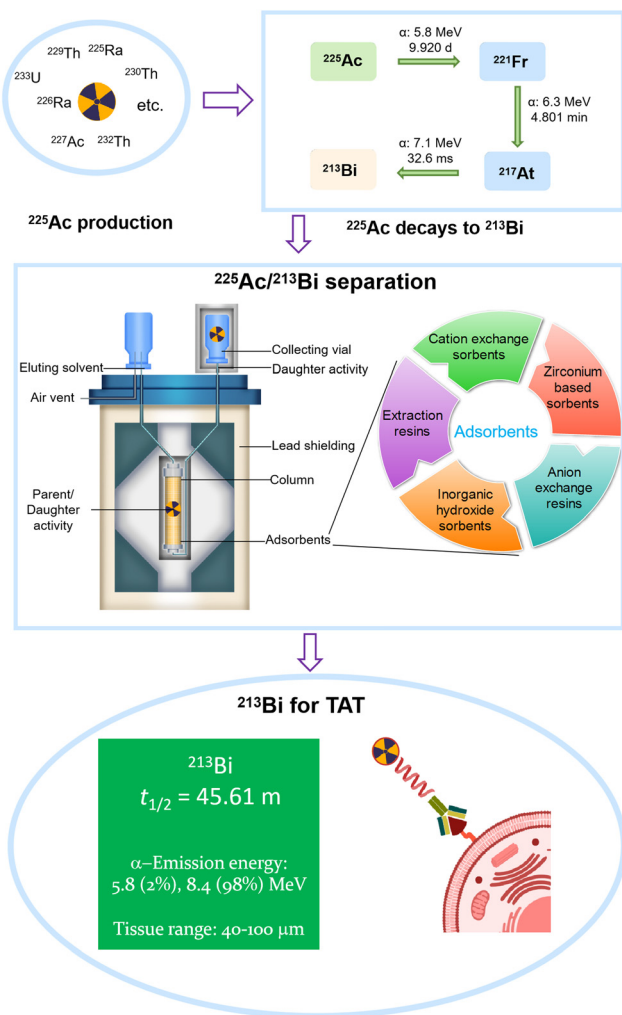 ²²⁹Th ²²⁵Ra
²³³U ²³⁰Th
²²⁶Ra etc.
²²⁷Ac ²³²Th
²²⁵Ac production
²²⁵Ac
α: 5.8 MeV
9.920 d
²²¹Fr
α: 6.3 MeV
4.801 min
²¹⁷At
α: 7.1 MeV
32.6 ms
²¹³Bi
²²⁵Ac decays to ²¹³Bi
²²⁵Ac/²¹³Bi separation
Eluting solvent
Air vent
Parent/
Daughter
activity
Collecting vial
Daughter activity
Lead shielding
Column
Adsorbents
Cation exchange
sorbents
Zirconium
based
sorbents
Anion
exchange
resins
Inorganic
hydroxide
sorbents
Extraction
resins
Adsorbents
²¹³Bi for TAT
²¹³Bi
t₁/₂ = 45.61 m
α–Emission energy:
5.8 (2%), 8.4 (98%) MeV
Tissue range: 40-100 μm